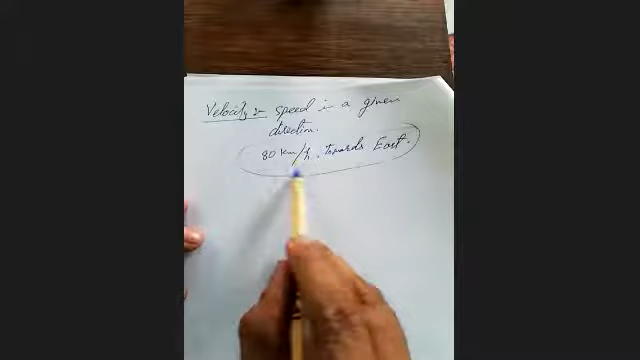 Velocity :- speed in a given
direction.
80 km/h, towards East.